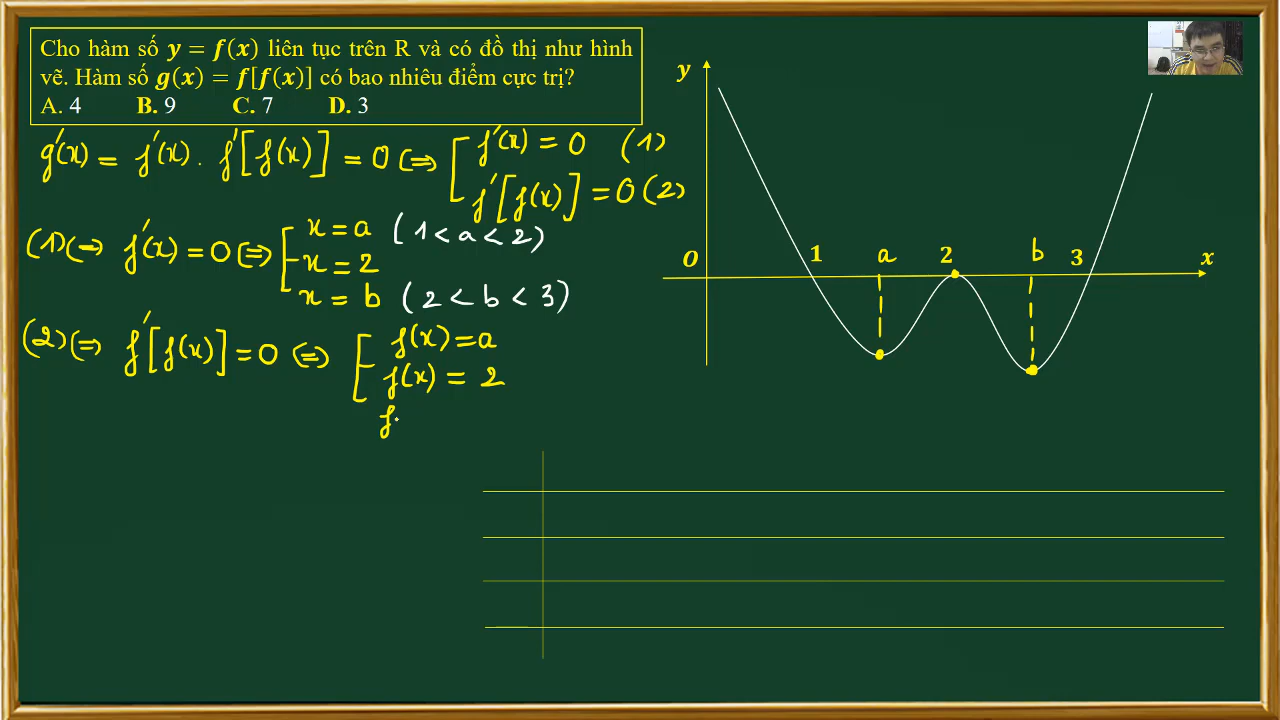 Cho hàm số y = f(x) liên tục trên R và có đồ thị như hình
vẽ. Hàm số g(x) = f[f(x)] có bao nhiêu điểm cực trị?
A. 4 B. 9 C. 7 D. 3
g'(x) = f'(x) . f'[f(x)] = 0 ⇔ [ f'(x) = 0 (1)
f'[f(x)] = 0 (2)
(1) ⇔ f'(x) = 0 ⇔ [ x = a (1 < a < 2)
x = 2
x = b (2 < b < 3)
(2) ⇔ f'[f(x)] = 0 ⇔ [ f(x) = a
f(x) = 2
f
y
O 1 a 2 b 3 x